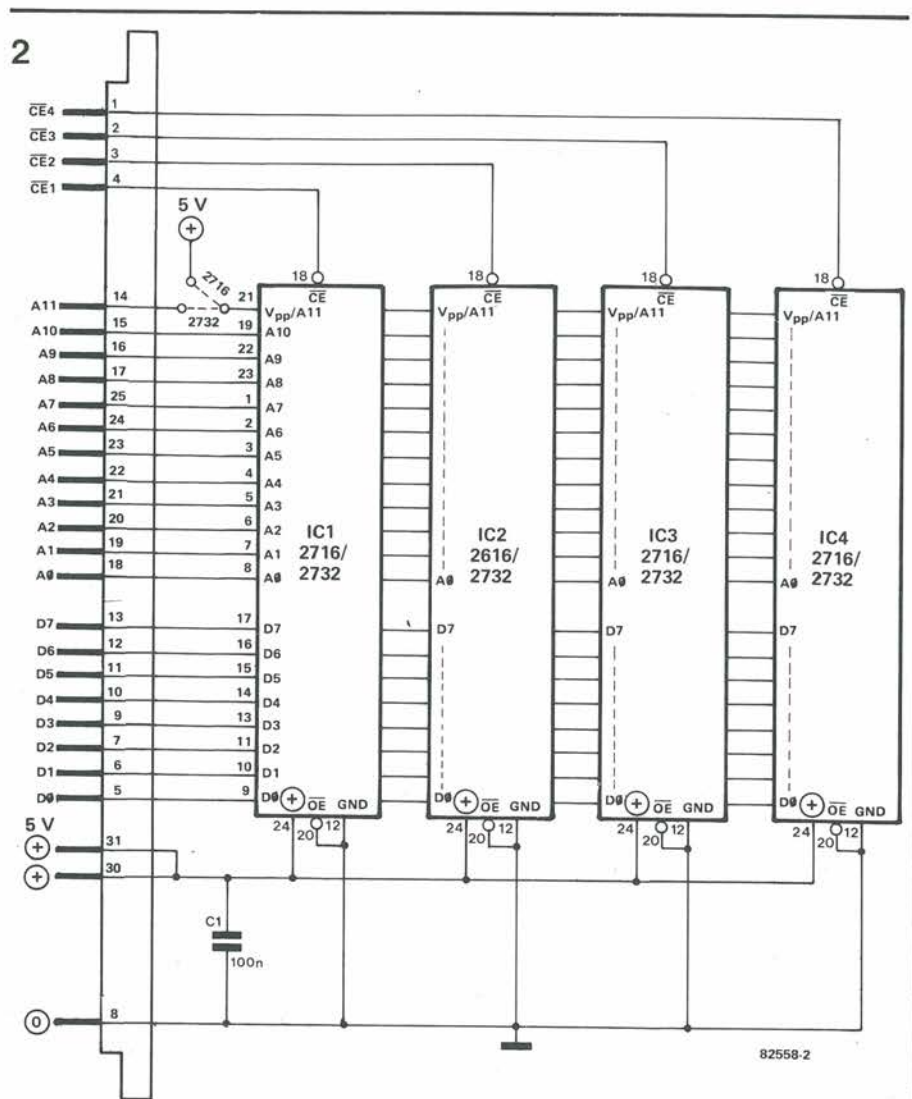 2
CE4 1
CE3 2
CE2 3
CE1 4
5 V
+
2716
2732
18 18 18 18
CE CE CE CE
A11 14 21 Vpp/A11 Vpp/A11 Vpp/A11 Vpp/A11
A10 15 19 A10
A9 16 22 A9
A8 17 23 A8
A7 25 1 A7
A6 24 2 A6
A5 23 3 A5
A4 22 4 A4
A3 21 5 A3
A2 20 6 A2
A1 19 7 A1
A0 18 8 A0 A0 A0 A0
IC1 2716/ 2732
IC2 2616/ 2732
IC3 2716/ 2732
IC4 2716/ 2732
D7 13 17 D7 D7 D7 D7
D6 12 16 D6
D5 11 15 D5
D4 10 14 D4
D3 9 13 D3
D2 7 11 D2
D1 6 10 D1
D0 5 9 D0 + OE GND D0 + OE GND D0 + OE GND D0 + OE GND
24 20 12 24 20 12 24 20 12 24 20 12
5 V
+ 31
+ 30
C1
100n
0 8
82558-2